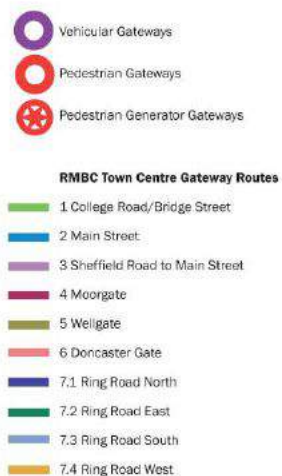 Vehicular Gateways
Pedestrian Gateways
Pedestrian Generator Gateways
RMBC Town Centre Gateway Routes
1 College Road/Bridge Street
2 Main Street
3 Sheffield Road to Main Street
4 Moorgate
5 Wellgate
6 Doncaster Gate
7.1 Ring Road North
7.2 Ring Road East
7.3 Ring Road South
7.4 Ring Road West